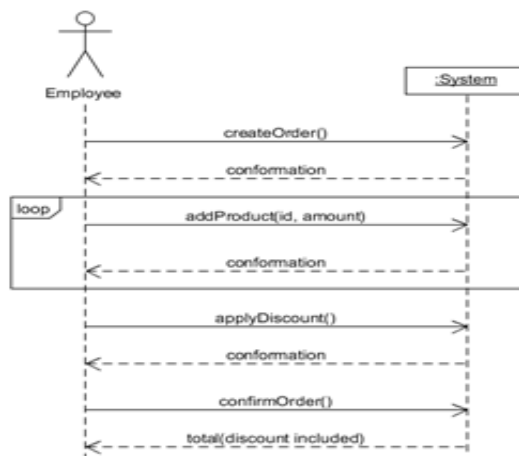 Employee
:System
createOrder()
conformation
loop
addProduct(id, amount)
conformation
applyDiscount()
conformation
confirmOrder()
total(discount included)